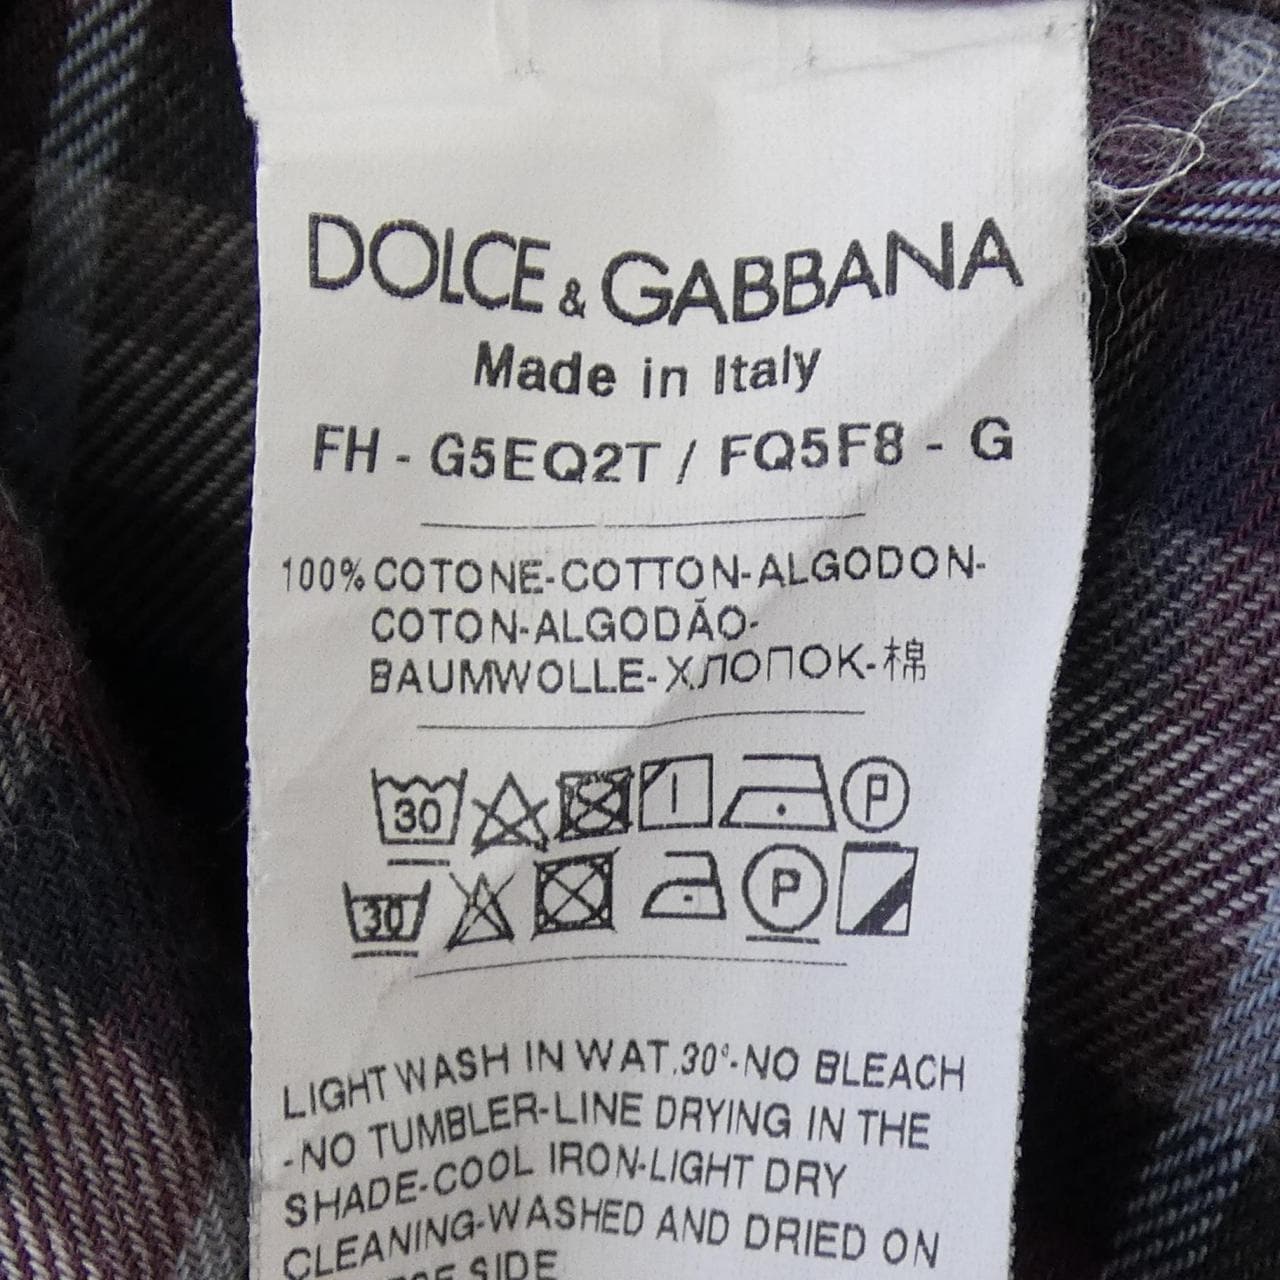 DOLCE & GABBANA
Made in Italy
FH - G5EQ2T / FQ5F8 - G
100% COTONE-COTTON-ALGODON-
COTON-ALGODÃO-
BAUMWOLLE-ХЛОПОК-棉
30 P
30 P
LIGHT WASH IN WAT.30°-NO BLEACH
-NO TUMBLER-LINE DRYING IN THE
SHADE-COOL IRON-LIGHT DRY
CLEANING-WASHED AND DRIED ON
SIDE